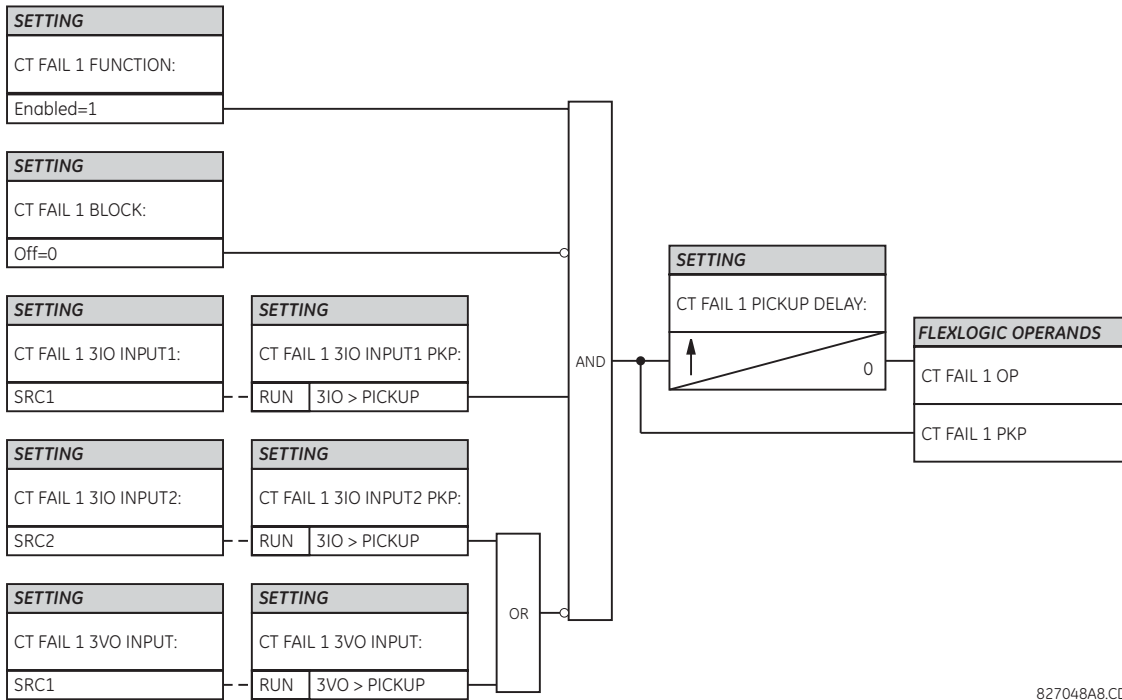 SETTING
CT FAIL 1 FUNCTION:
Enabled=1
SETTING
CT FAIL 1 BLOCK:
Off=0
SETTING
CT FAIL 1 3IO INPUT1:
SRC1
SETTING
CT FAIL 1 3IO INPUT1 PKP:
RUN 3IO > PICKUP
SETTING
CT FAIL 1 3IO INPUT2:
SRC2
SETTING
CT FAIL 1 3IO INPUT2 PKP:
RUN 3IO > PICKUP
SETTING
CT FAIL 1 3VO INPUT:
SRC1
SETTING
CT FAIL 1 3VO INPUT:
RUN 3VO > PICKUP
OR
AND
SETTING
CT FAIL 1 PICKUP DELAY:
0
FLEXLOGIC OPERANDS
CT FAIL 1 OP
CT FAIL 1 PKP